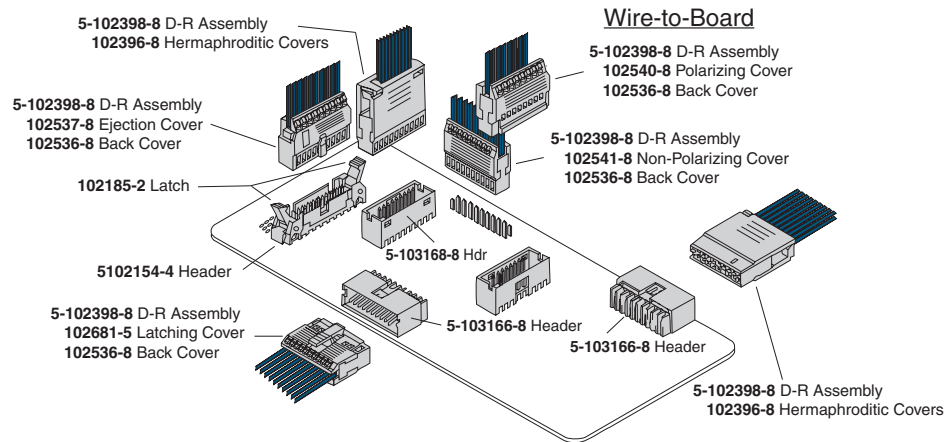 Wire-to-Board
5-102398-8 D-R Assembly
102396-8 Hermaphroditic Covers
5-102398-8 D-R Assembly
102540-8 Polarizing Cover
102536-8 Back Cover
5-102398-8 D-R Assembly
102537-8 Ejection Cover
102536-8 Back Cover
5-102398-8 D-R Assembly
102541-8 Non-Polarizing Cover
102536-8 Back Cover
102185-2 Latch
5-103168-8 Hdr
5102154-4 Header
5-102398-8 D-R Assembly
102681-5 Latching Cover
102536-8 Back Cover
5-103166-8 Header
5-103166-8 Header
5-102398-8 D-R Assembly
102396-8 Hermaphroditic Covers